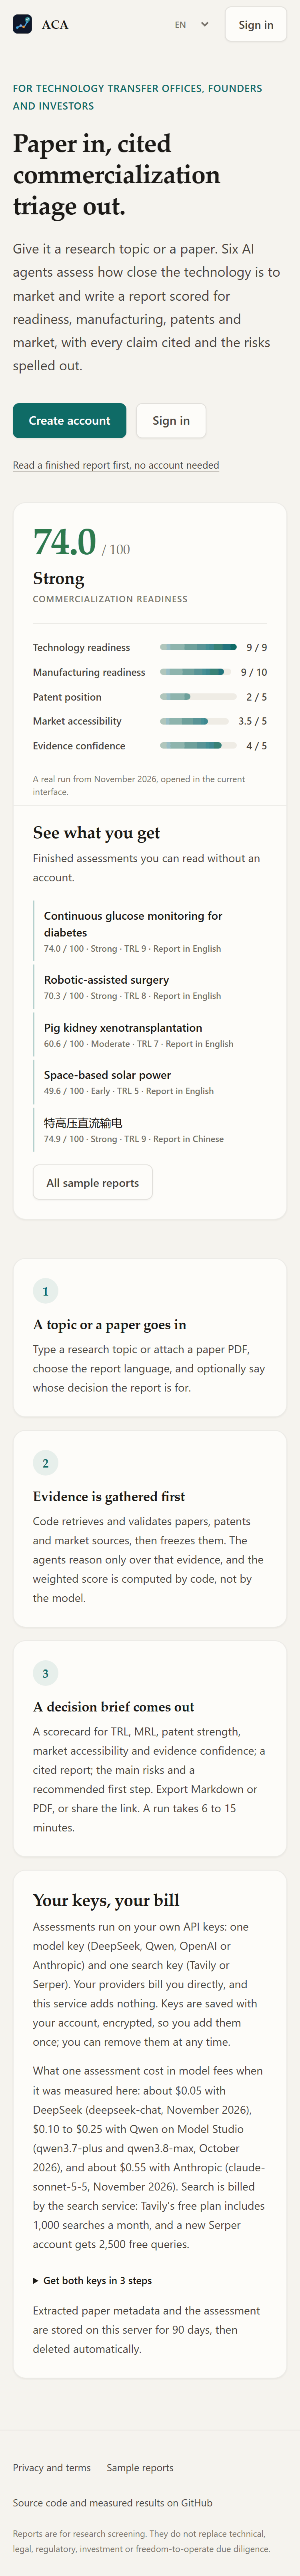 ACA
EN
Sign in
FOR TECHNOLOGY TRANSFER OFFICES, FOUNDERS
AND INVESTORS
Paper in, cited
commercialization
triage out.
Give it a research topic or a paper. Six AI
agents assess how close the technology is to
market and write a report scored for
readiness, manufacturing, patents and
market, with every claim cited and the risks
spelled out.
Create account
Sign in
Read a finished report first, no account needed
74.0 / 100
Strong
COMMERCIALIZATION READINESS
Technology readiness 9 / 9
Manufacturing readiness 9 / 10
Patent position 2 / 5
Market accessibility 3.5 / 5
Evidence confidence 4 / 5
A real run from November 2026, opened in the current
interface.
See what you get
Finished assessments you can read without an
account.
Continuous glucose monitoring for
diabetes
74.0 / 100 · Strong · TRL 9 · Report in English
Robotic-assisted surgery
70.3 / 100 · Strong · TRL 8 · Report in English
Pig kidney xenotransplantation
60.6 / 100 · Moderate · TRL 7 · Report in English
Space-based solar power
49.6 / 100 · Early · TRL 5 · Report in English
特高压直流输电
74.9 / 100 · Strong · TRL 9 · Report in Chinese
All sample reports
1
A topic or a paper goes in
Type a research topic or attach a paper PDF,
choose the report language, and optionally say
whose decision the report is for.
2
Evidence is gathered first
Code retrieves and validates papers, patents
and market sources, then freezes them. The
agents reason only over that evidence, and the
weighted score is computed by code, not by
the model.
3
A decision brief comes out
A scorecard for TRL, MRL, patent strength,
market accessibility and evidence confidence; a
cited report; the main risks and a
recommended first step. Export Markdown or
PDF, or share the link. A run takes 6 to 15
minutes.
Your keys, your bill
Assessments run on your own API keys: one
model key (DeepSeek, Qwen, OpenAI or
Anthropic) and one search key (Tavily or
Serper). Your providers bill you directly, and
this service adds nothing. Keys are saved with
your account, encrypted, so you add them
once; you can remove them at any time.
What one assessment cost in model fees when
it was measured here: about $0.05 with
DeepSeek (deepseek-chat, November 2026),
$0.10 to $0.25 with Qwen on Model Studio
(qwen3.7-plus and qwen3.8-max, October
2026), and about $0.55 with Anthropic (claude-
sonnet-5-5, November 2026). Search is billed
by the search service: Tavily's free plan includes
1,000 searches a month, and a new Serper
account gets 2,500 free queries.
Get both keys in 3 steps
Extracted paper metadata and the assessment
are stored on this server for 90 days, then
deleted automatically.
Privacy and terms
Sample reports
Source code and measured results on GitHub
Reports are for research screening. They do not replace technical,
legal, regulatory, investment or freedom-to-operate due diligence.